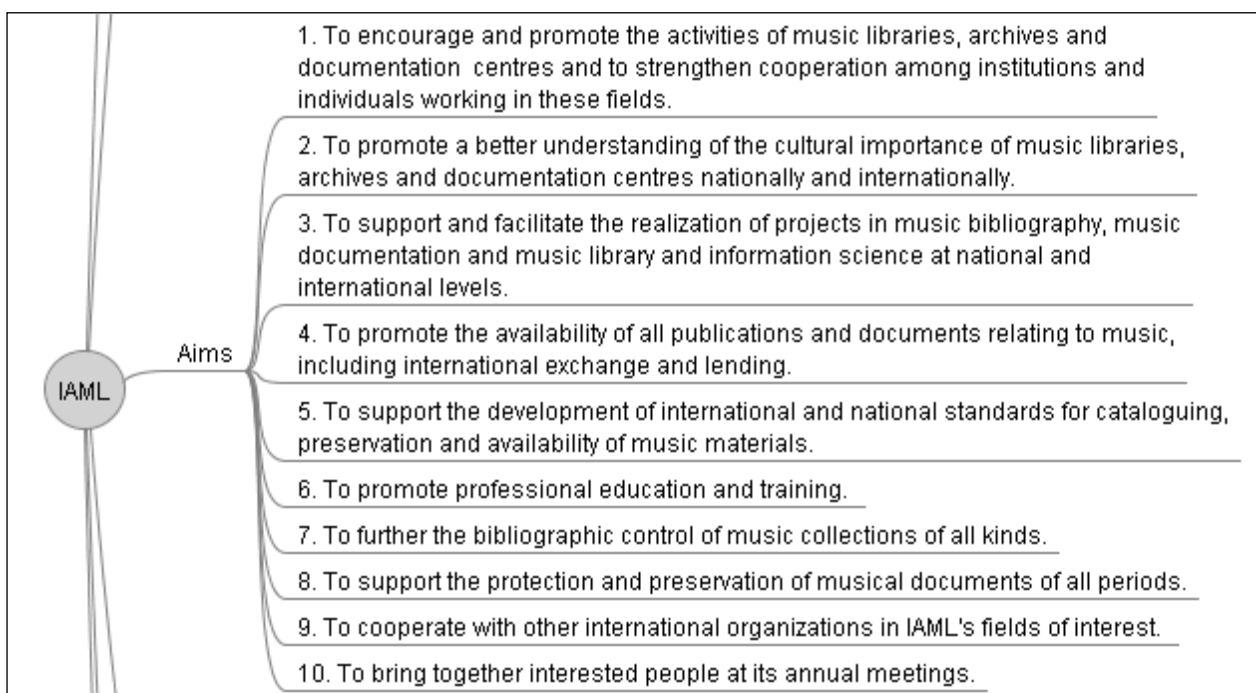 IAML
Aims
1. To encourage and promote the activities of music libraries, archives and
documentation  centres and to strengthen cooperation among institutions and
individuals working in these fields.
2. To promote a better understanding of the cultural importance of music libraries,
archives and documentation centres nationally and internationally.
3. To support and facilitate the realization of projects in music bibliography, music
documentation and music library and information science at national and
international levels.
4. To promote the availability of all publications and documents relating to music,
including international exchange and lending.
5. To support the development of international and national standards for cataloguing,
preservation and availability of music materials.
6. To promote professional education and training.
7. To further the bibliographic control of music collections of all kinds.
8. To support the protection and preservation of musical documents of all periods.
9. To cooperate with other international organizations in IAML's fields of interest.
10. To bring together interested people at its annual meetings.